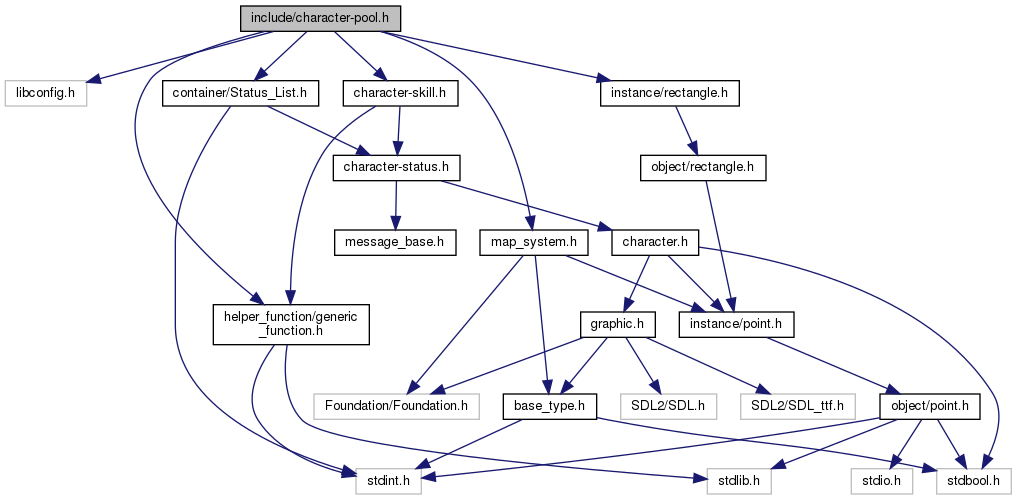 include/character-pool.h
libconfig.h
container/Status_List.h
character-skill.h
instance/rectangle.h
character-status.h
object/rectangle.h
message_base.h
map_system.h
character.h
helper_function/generic
_function.h
graphic.h
instance/point.h
Foundation/Foundation.h
base_type.h
SDL2/SDL.h
SDL2/SDL_ttf.h
object/point.h
stdint.h
stdlib.h
stdio.h
stdbool.h